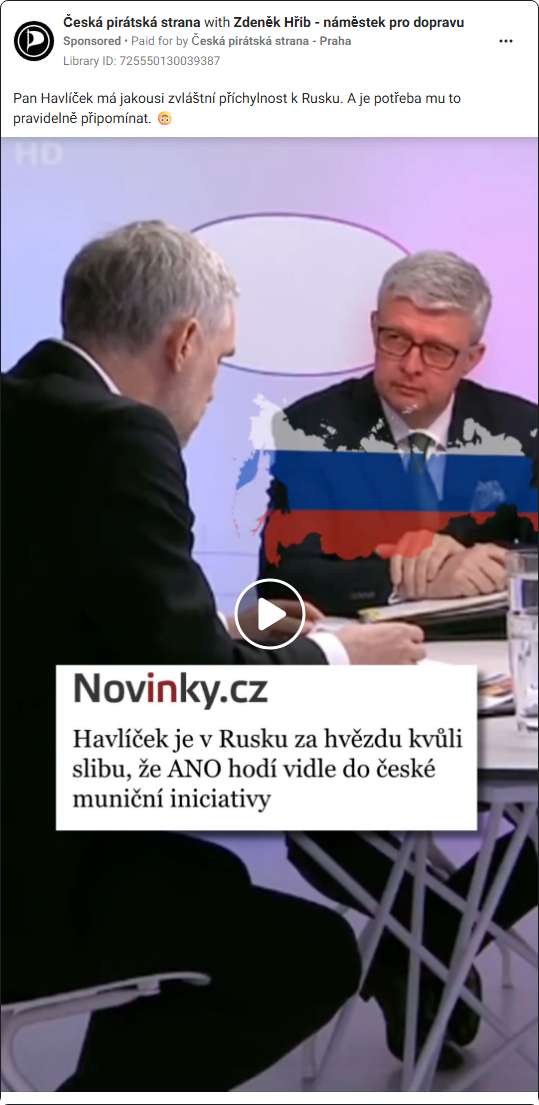 Česká pirátská strana with Zdeněk Hřib - náměstek pro dopravu
Sponsored • Paid for by Česká pirátská strana - Praha
Library ID: 725550130039387
Pan Havlíček má jakousi zvláštní příchylnost k Rusku. A je potřeba mu to
pravidelně připomínat. 🤷🏼
HD
Novinky.cz
Havlíček je v Rusku za hvězdu kvůli
slibu, že ANO hodí vidle do české
muniční iniciativy